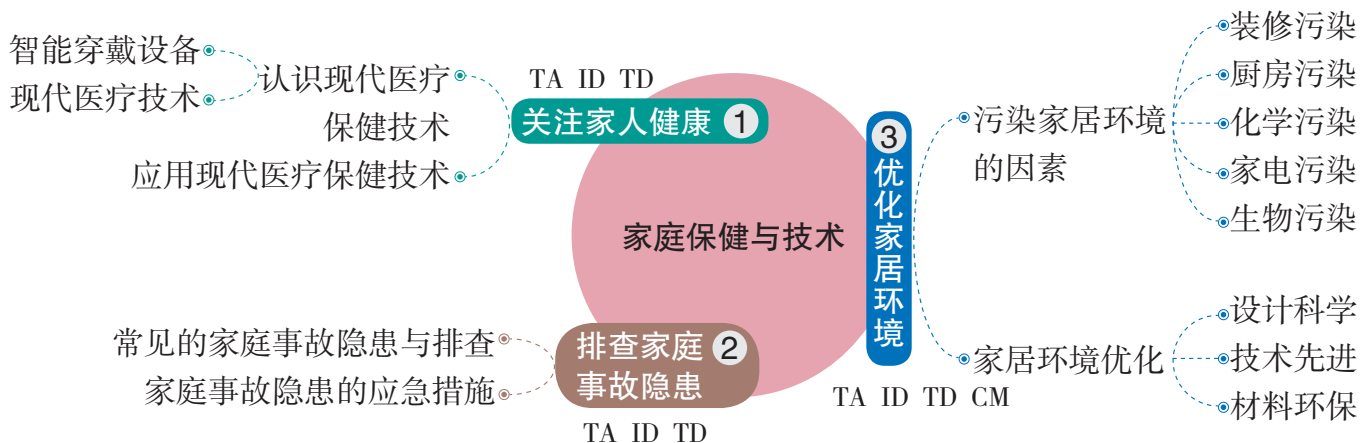 家庭保健与技术
TA ID TD
关注家人健康 1
认识现代医疗
保健技术
智能穿戴设备
现代医疗技术
应用现代医疗保健技术
排查家庭 2
事故隐患
TA ID TD
常见的家庭事故隐患与排查
家庭事故隐患的应急措施
3
优化家居环境
TA ID TD CM
污染家居环境
的因素
装修污染
厨房污染
化学污染
家电污染
生物污染
家居环境优化
设计科学
技术先进
材料环保